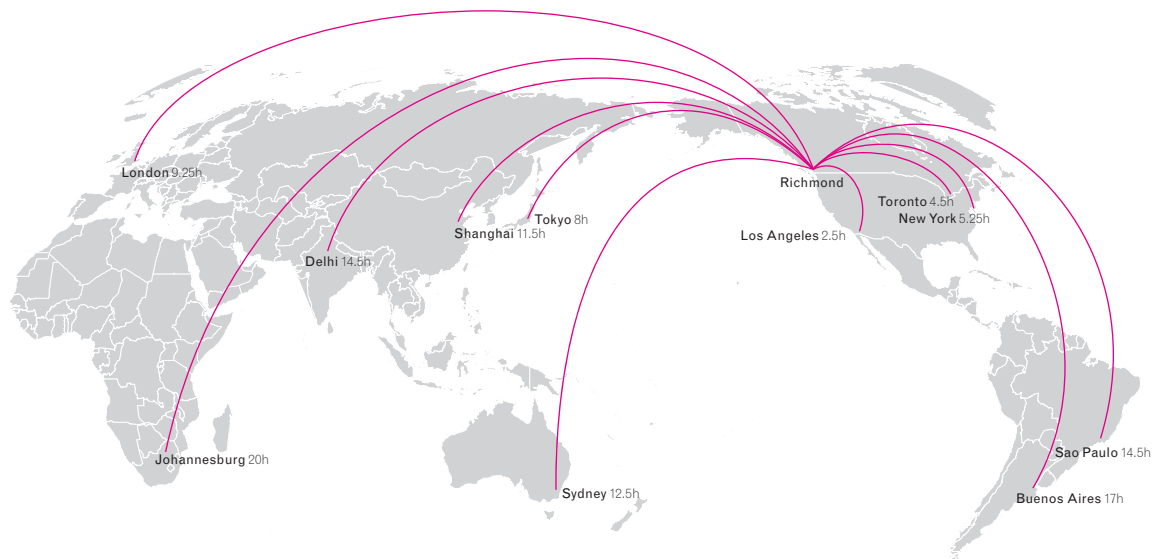 London 9.25h
Richmond
Toronto 4.5h
New York 5.25h
Tokyo 8h
Shanghai 11.5h
Los Angeles 2.5h
Delhi 14.5h
Sao Paulo 14.5h
Johannesburg 20h
Sydney 12.5h
Buenos Aires 17h